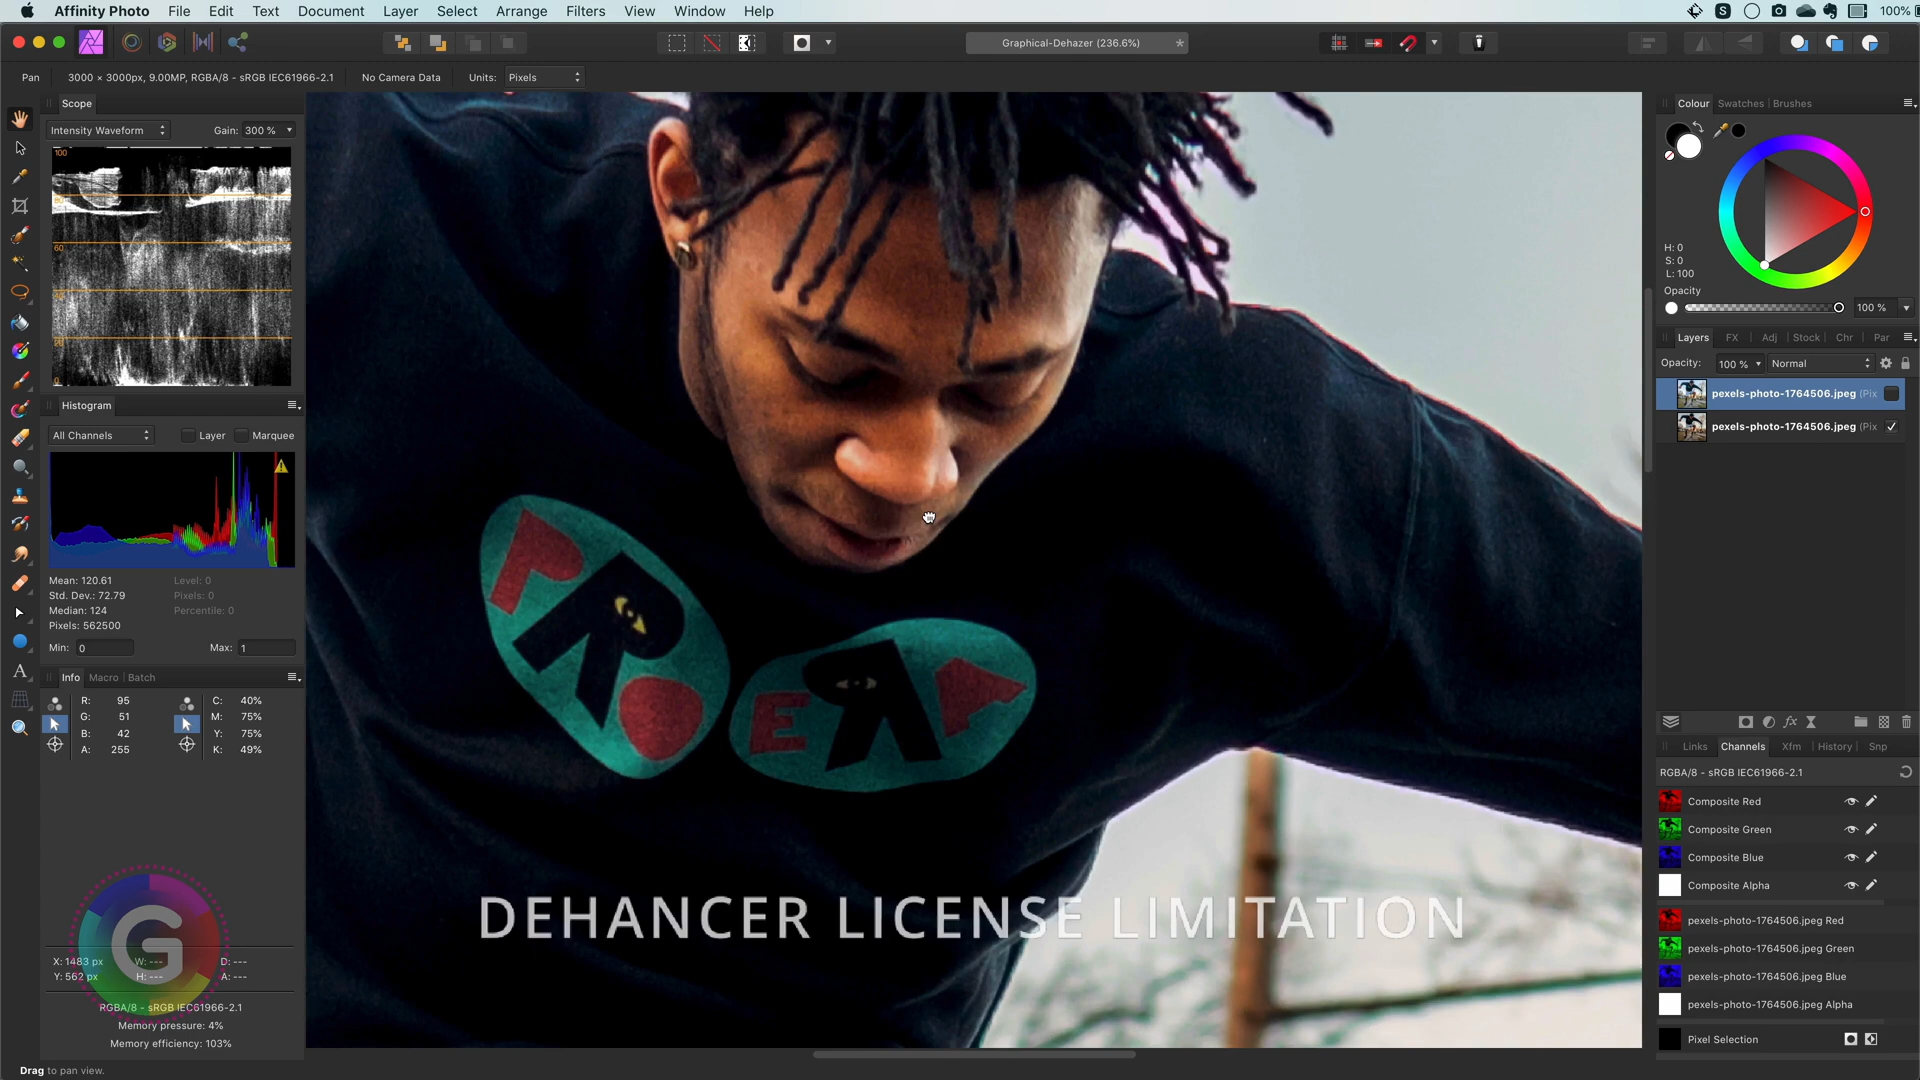 Affinity Photo File Edit Text Document Layer Select Arrange Filters View Window Help 100%
Graphical-Dehazer (236.6%)
Pan 3000 × 3000px, 9.00MP, RGBA/8 - sRGB IEC61966-2.1 No Camera Data Units: Pixels
Scope
Intensity Waveform Gain: 300 %
100
60
Histogram
All Channels Layer Marquee
Mean: 120.61 Level: 0
Std. Dev.: 72.79 Pixels: 0
Median: 124 Percentile: 0
Pixels: 562500
Min: 0 Max: 1
Info Macro Batch
R: 95 C: 40%
G: 51 M: 75%
B: 42 Y: 75%
A: 255 K: 49%
G
X: 1483 px W: --- D: ---
Y: 562 px H: --- A: ---
RGBA/8 - sRGB IEC61966-2.1
Memory pressure: 4%
Memory efficiency: 103%
Drag to pan view.
PRO
ERA
DEHANCER LICENSE LIMITATION
Colour Swatches Brushes
H: 0
S: 0
L: 100
Opacity
100 %
Layers FX Adj Stock Chr Par
Opacity: 100 % Normal
pexels-photo-1764506.jpeg (Pix
pexels-photo-1764506.jpeg (Pix
Links Channels Xfm History Snp
RGBA/8 - sRGB IEC61966-2.1
Composite Red
Composite Green
Composite Blue
Composite Alpha
pexels-photo-1764506.jpeg Red
pexels-photo-1764506.jpeg Green
pexels-photo-1764506.jpeg Blue
pexels-photo-1764506.jpeg Alpha
Pixel Selection